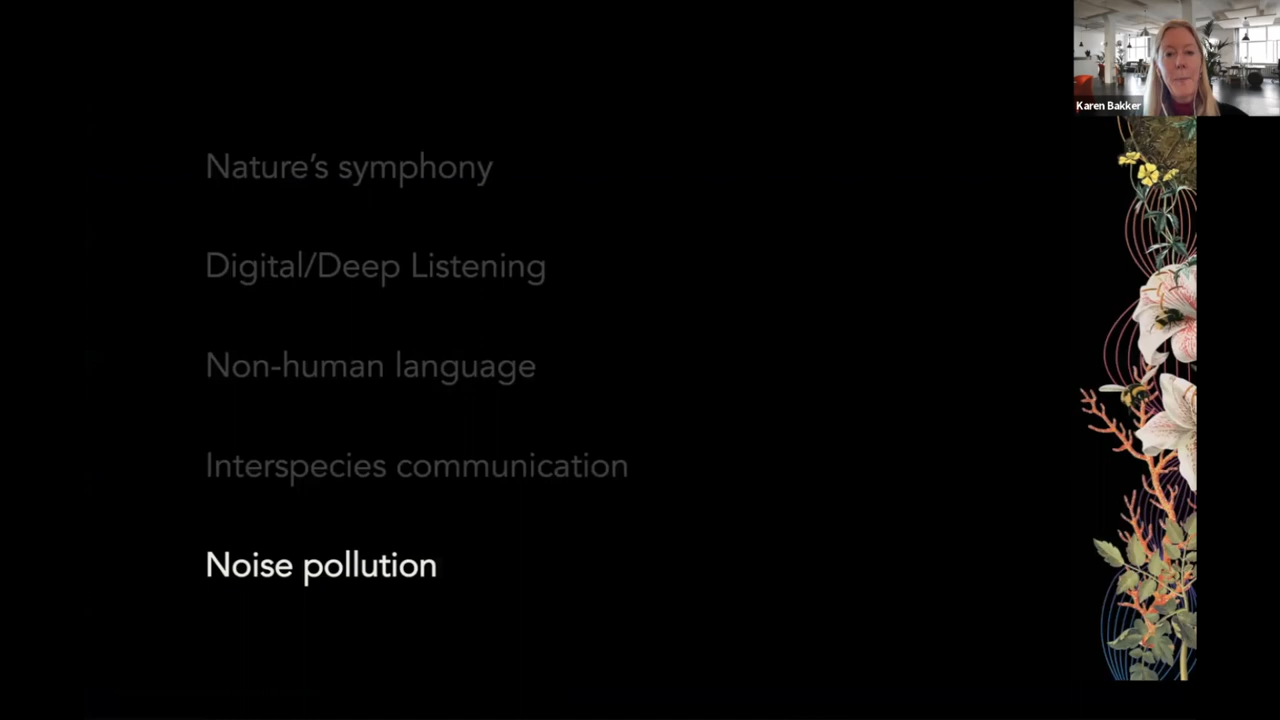 Karen Bakker
Nature's symphony
Digital/Deep Listening
Non-human language
Interspecies communication
Noise pollution